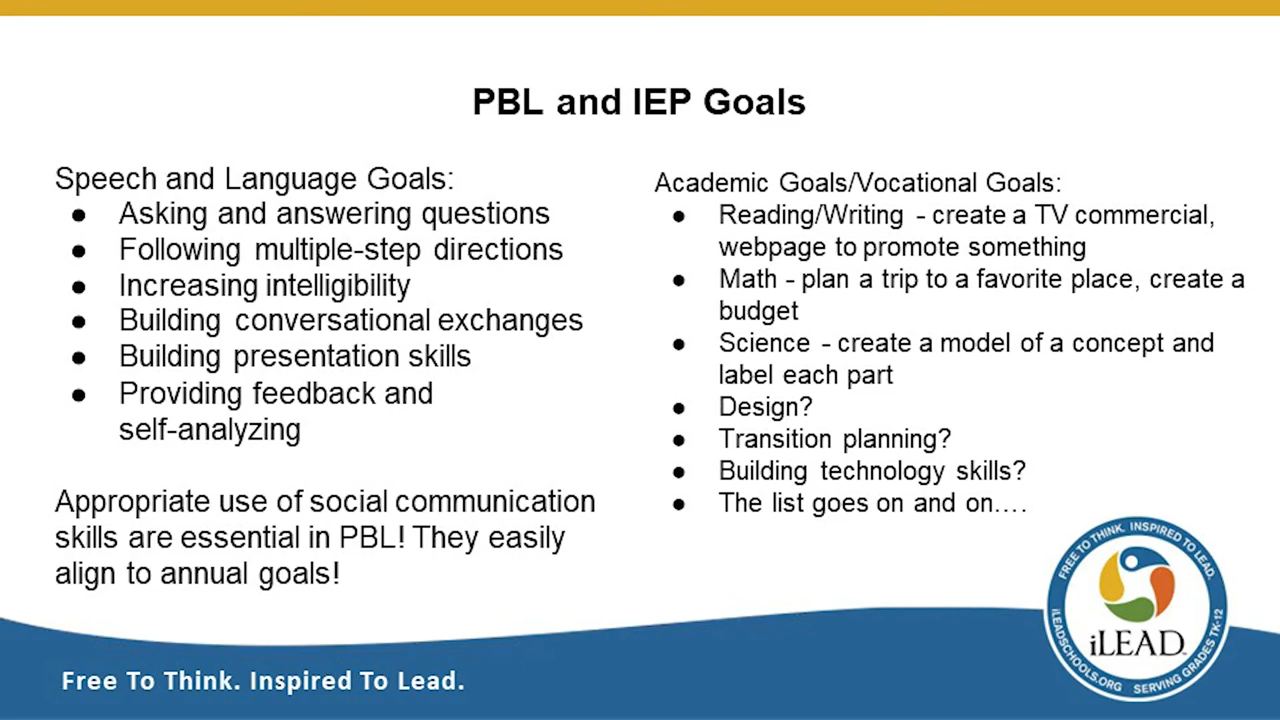 PBL and IEP Goals
Speech and Language Goals:
● Asking and answering questions
● Following multiple-step directions
● Increasing intelligibility
● Building conversational exchanges
● Building presentation skills
● Providing feedback and
self-analyzing
Appropriate use of social communication
skills are essential in PBL! They easily
align to annual goals!
Academic Goals/Vocational Goals:
● Reading/Writing - create a TV commercial,
webpage to promote something
● Math - plan a trip to a favorite place, create a
budget
● Science - create a model of a concept and
label each part
● Design?
● Transition planning?
● Building technology skills?
● The list goes on and on....
FREE TO THINK. INSPIRED TO LEAD.
iLEAD
ILEADSCHOOLS.ORG SERVING GRADES TK-12
Free To Think. Inspired To Lead.